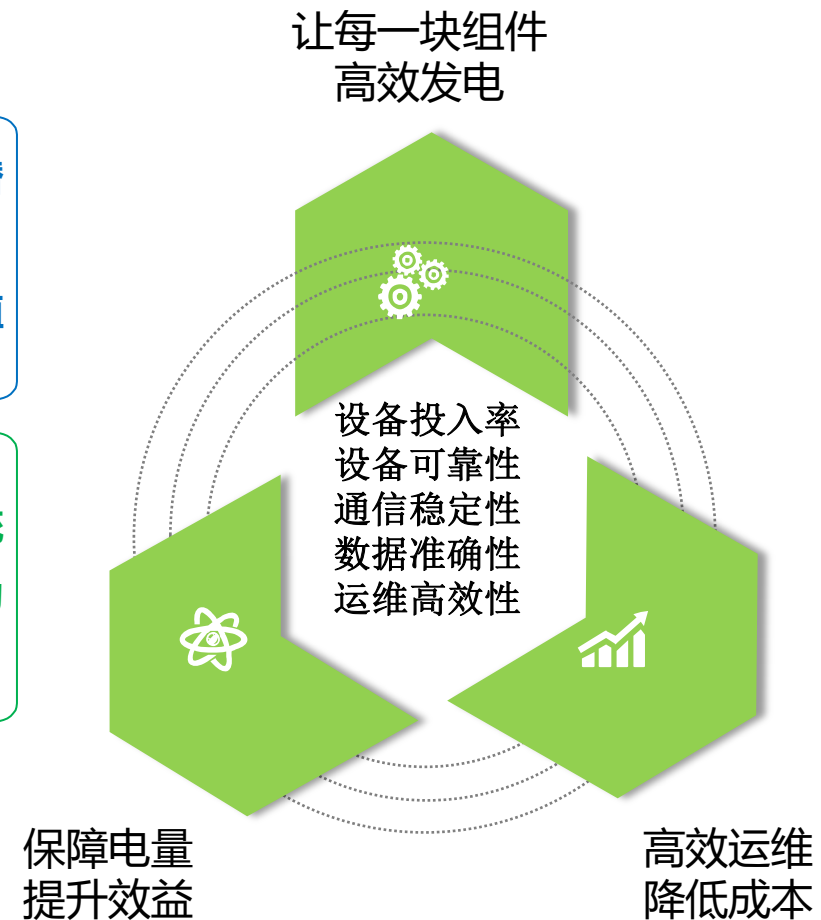 让每一块组件
高效发电
设备投入率
设备可靠性
通信稳定性
数据准确性
运维高效性
保障电量
提升效益
高效运维
降低成本